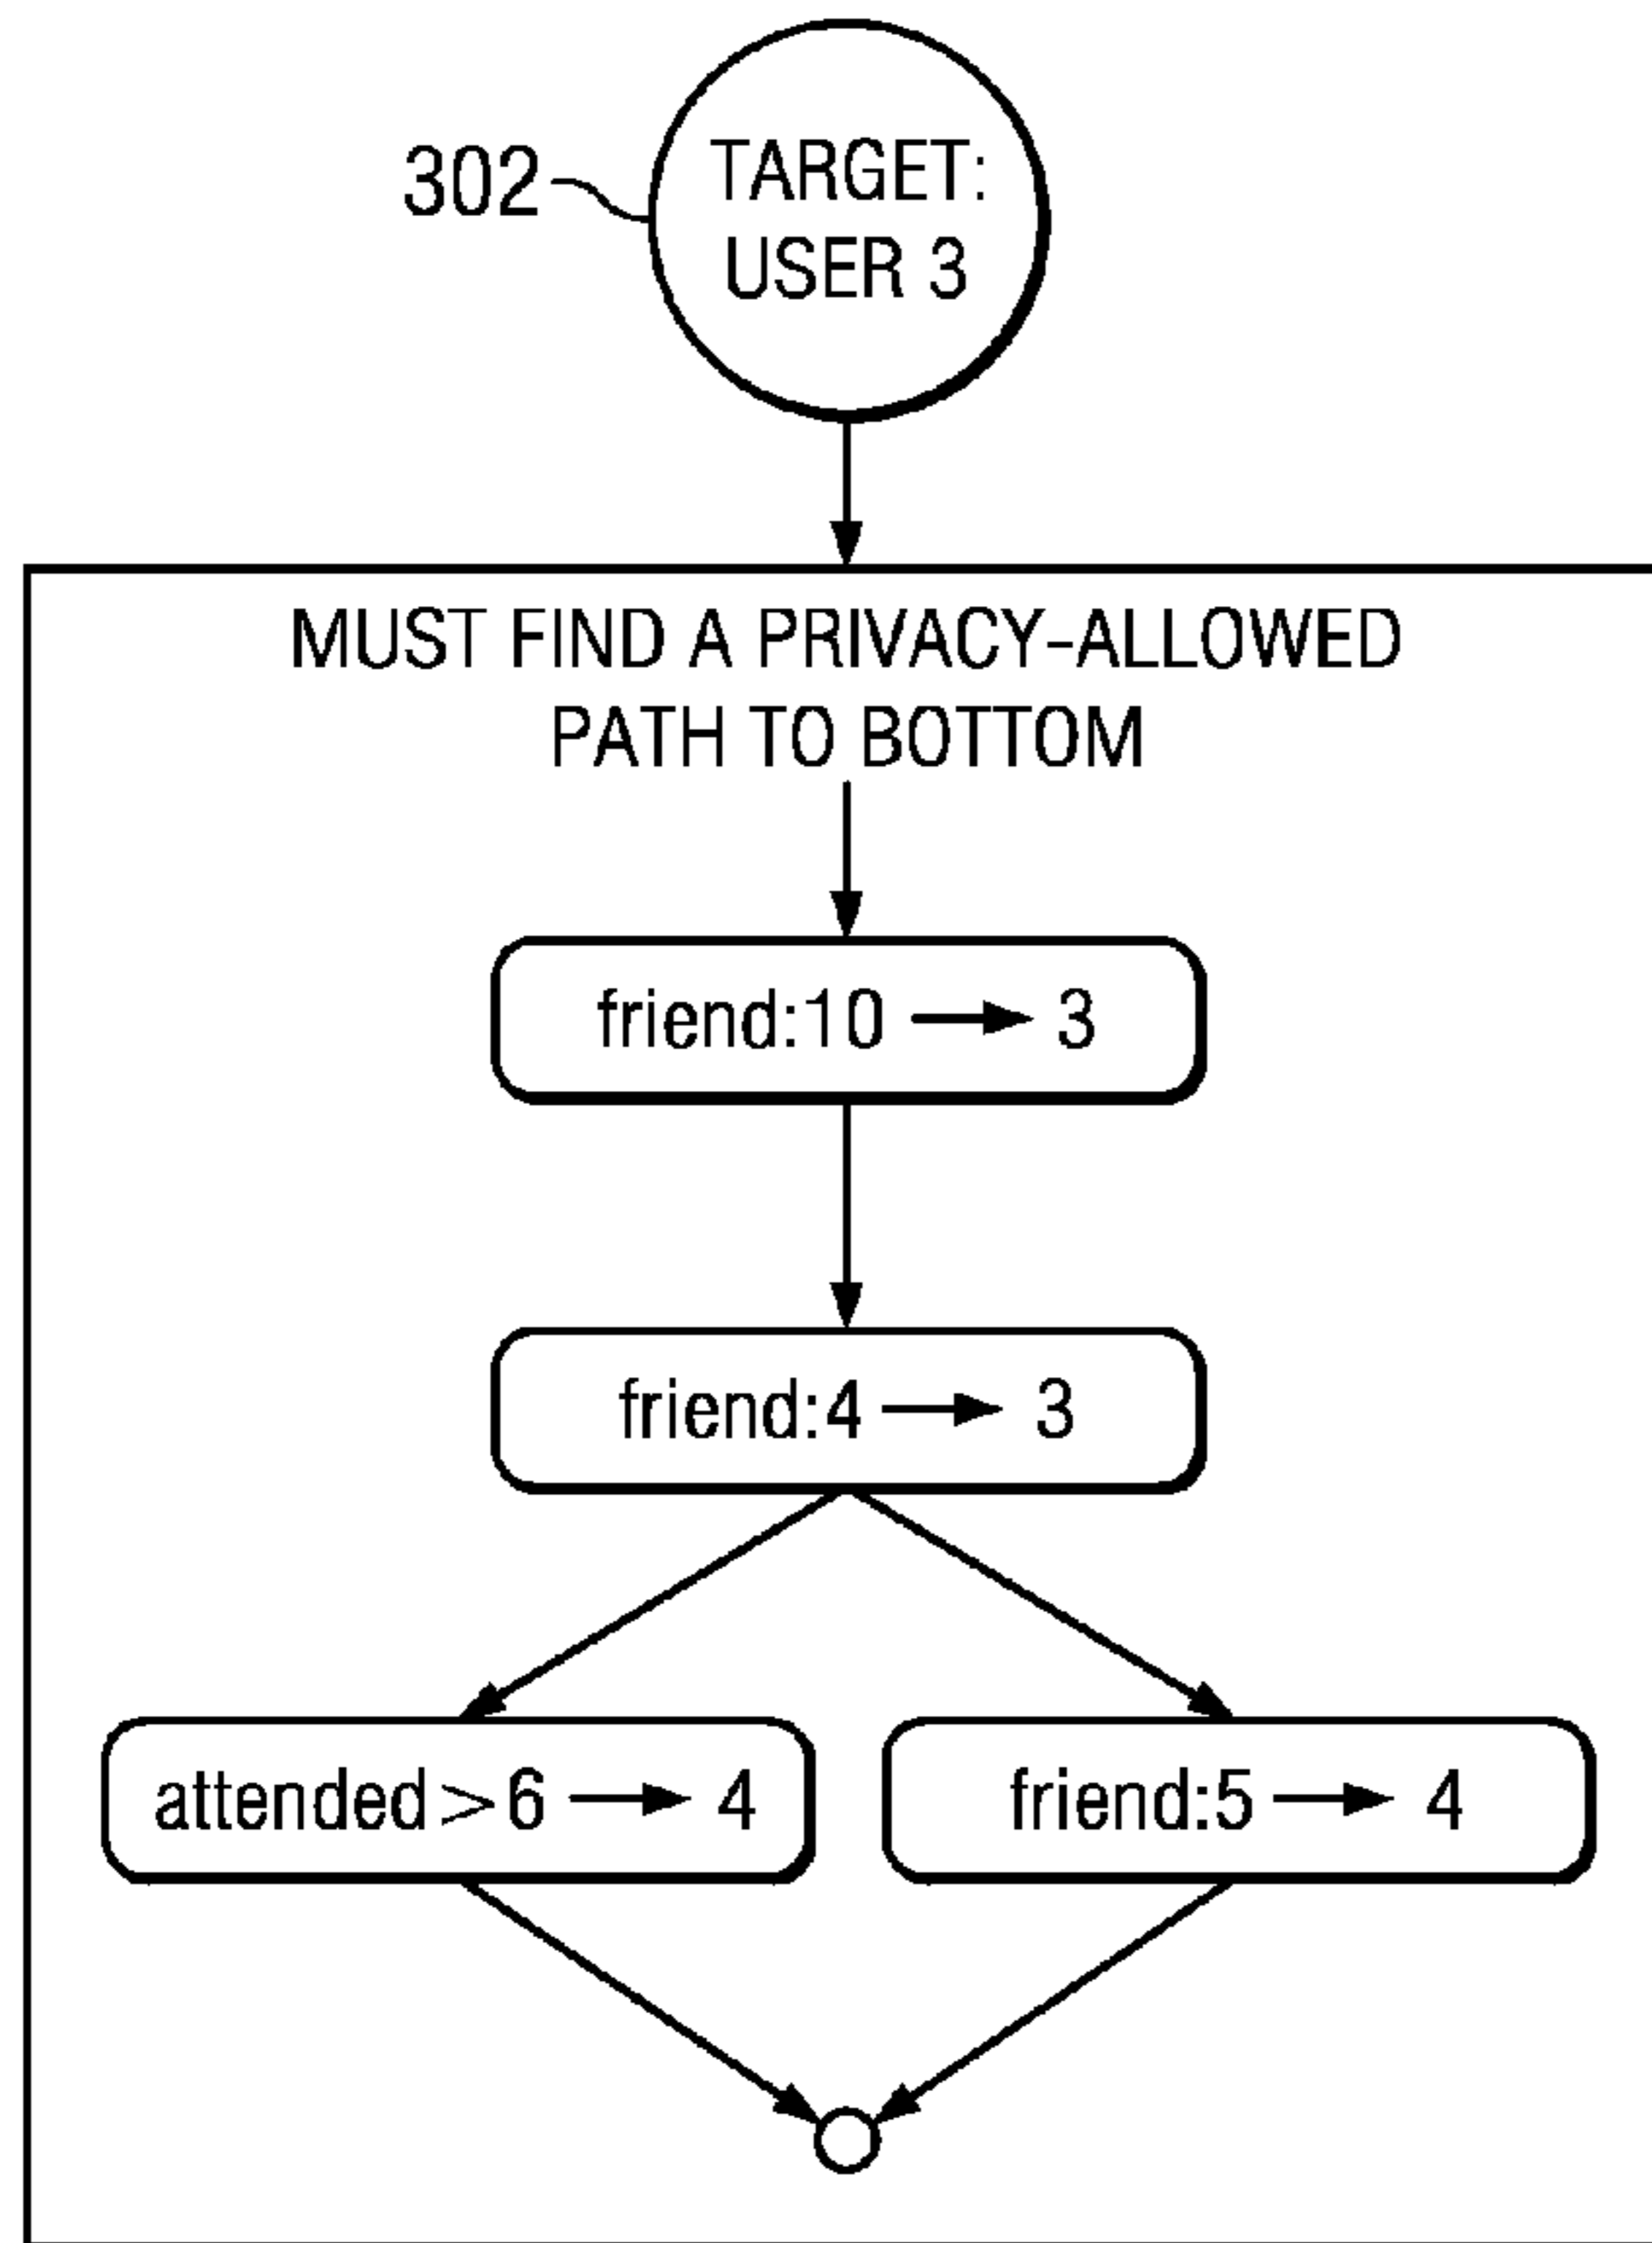 302
TARGET:
USER 3
MUST FIND A PRIVACY-ALLOWED
PATH TO BOTTOM
friend:10 → 3
friend:4 → 3
attended > 6 → 4
friend:5 → 4